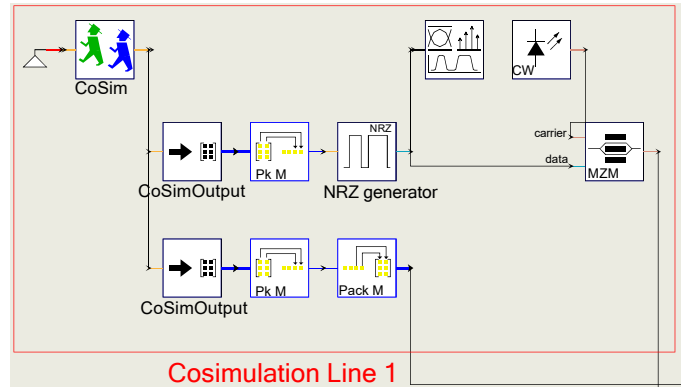 CoSim
CW
carrier
NRZ
data
MZM
Pk M
CoSimOutput
NRZ generator
Pk M
Pack M
CoSimOutput
Cosimulation Line 1